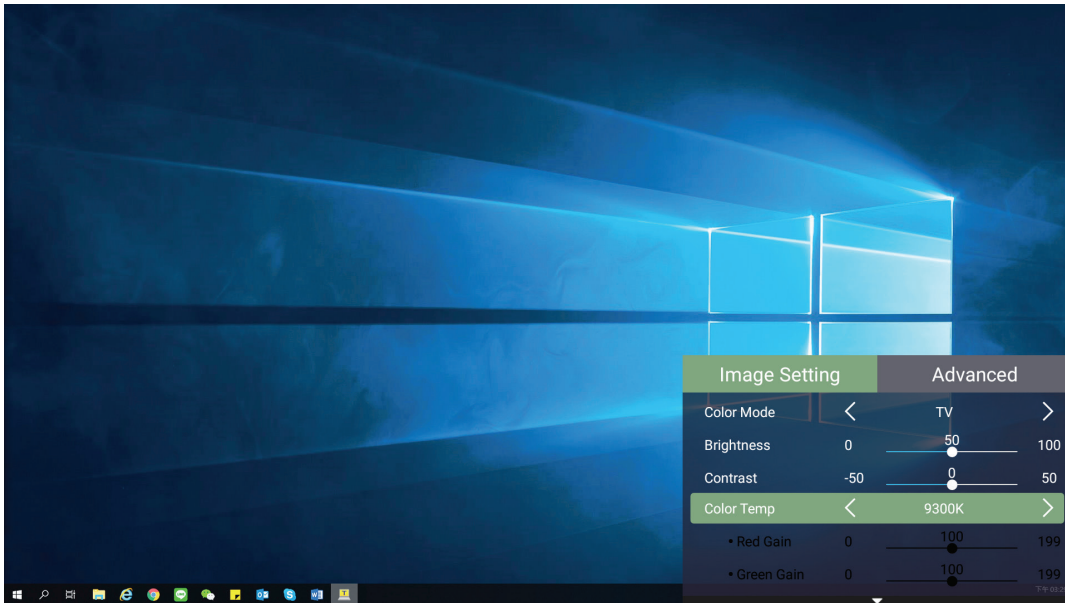 Image Setting Advanced
Color Mode TV
Brightness 0 50 100
Contrast -50 0 50
Color Temp 9300K
• Red Gain 0 100 199
• Green Gain 0 100 199